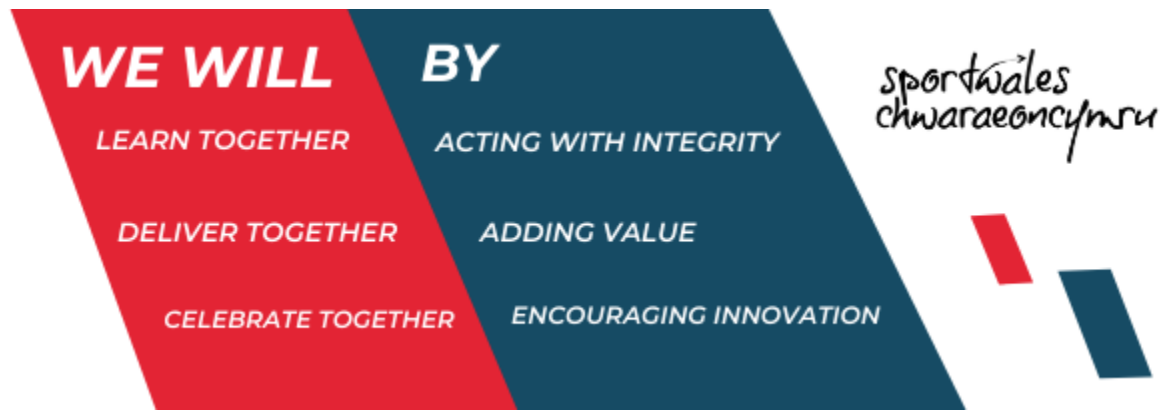 WE WILL
LEARN TOGETHER
DELIVER TOGETHER
CELEBRATE TOGETHER
BY
ACTING WITH INTEGRITY
ADDING VALUE
ENCOURAGING INNOVATION
sportwales
chwaraeoncymru